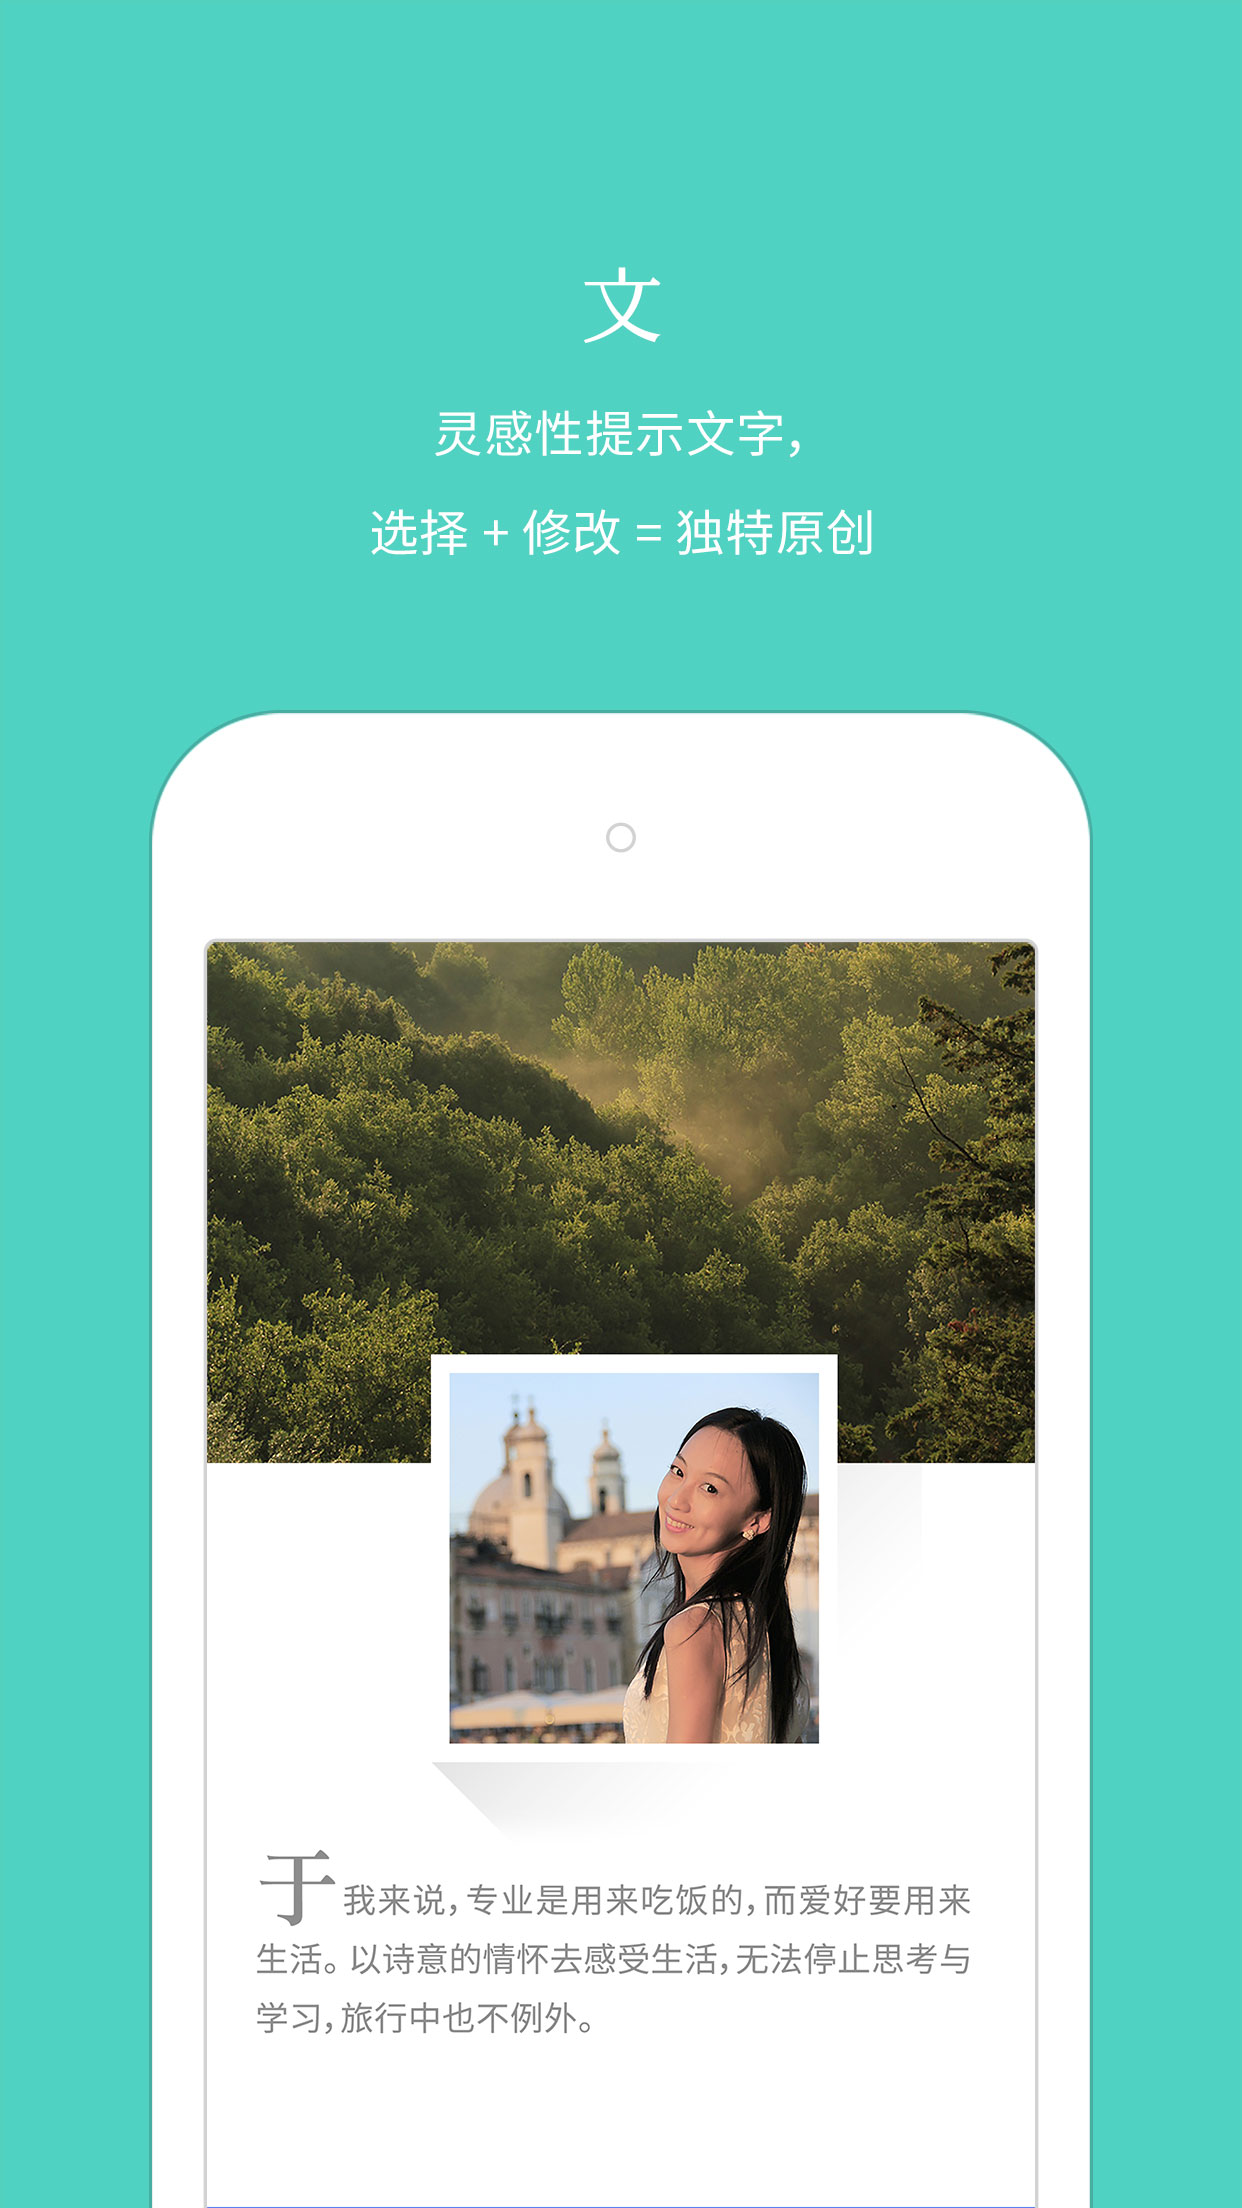 文
灵感性提示文字，
选择 + 修改 = 独特原创
于我来说，专业是用来吃饭的，而爱好要用来
生活。以诗意的情怀去感受生活，无法停止思考与
学习，旅行中也不例外。